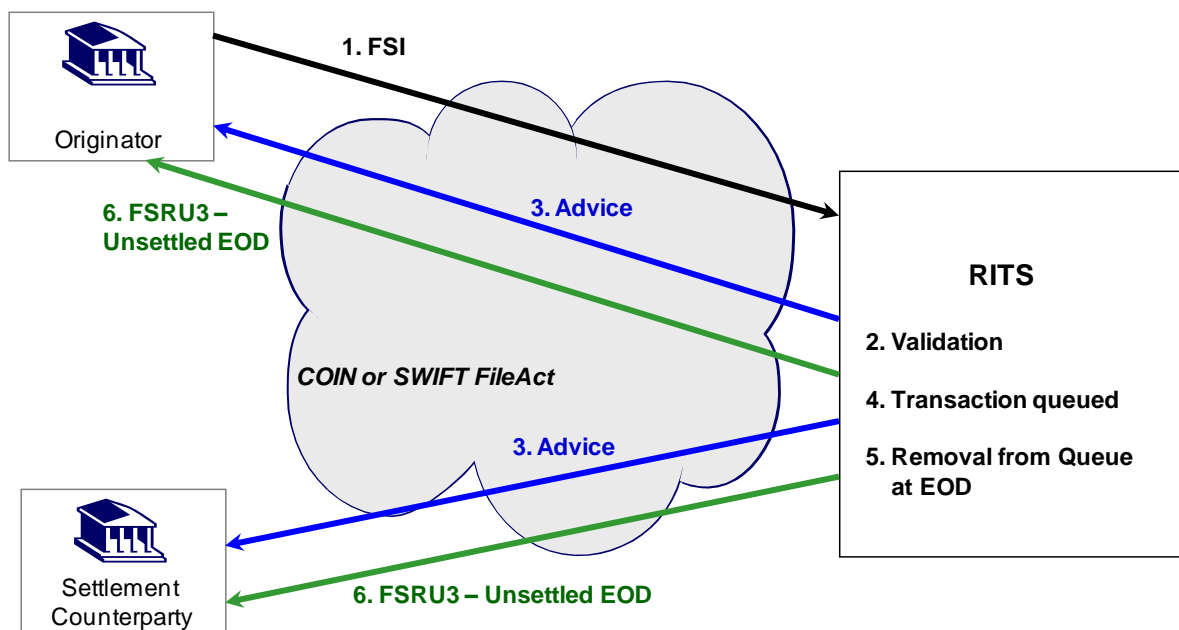 1. FSI
Originator
6. FSRU3 –
Unsettled EOD
3. Advice
RITS
2. Validation
COIN or SWIFT FileAct
4. Transaction queued
3. Advice
5. Removal from Queue
at EOD
Settlement
Counterparty
6. FSRU3 – Unsettled EOD